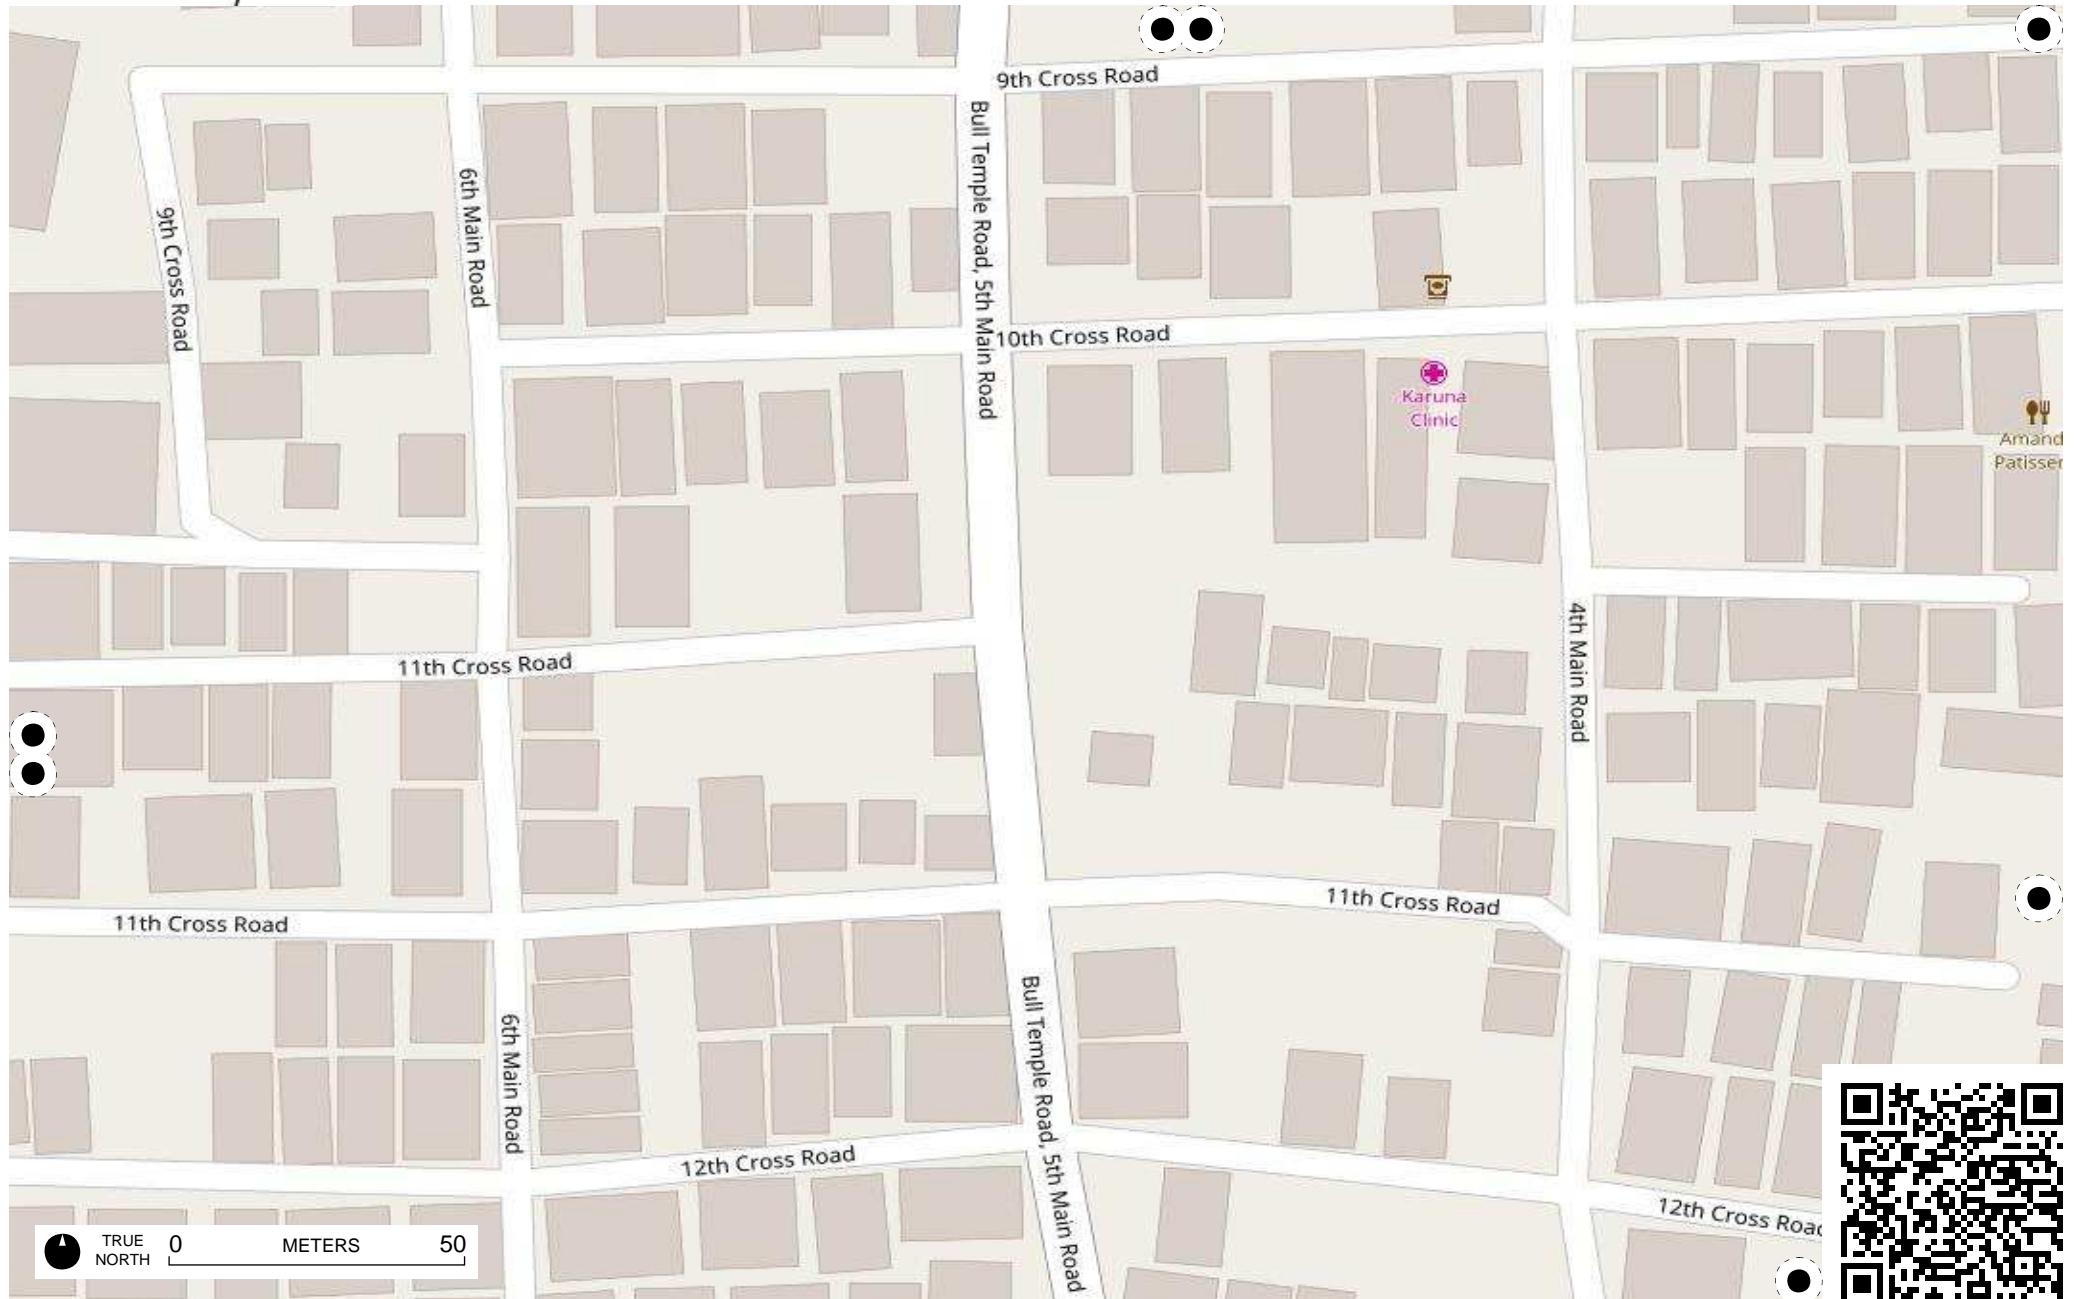 9th Cross Road
Bull Temple Road, 5th Main Road
6th Main Road
9th Cross Road
10th Cross Road
Karuna
Clinic
Amand
Patisser
4th Main Road
11th Cross Road
11th Cross Road
11th Cross Road
6th Main Road
Bull Temple Road, 5th Main Road
12th Cross Road
12th Cross Road
TRUE
NORTH
0 METERS 50